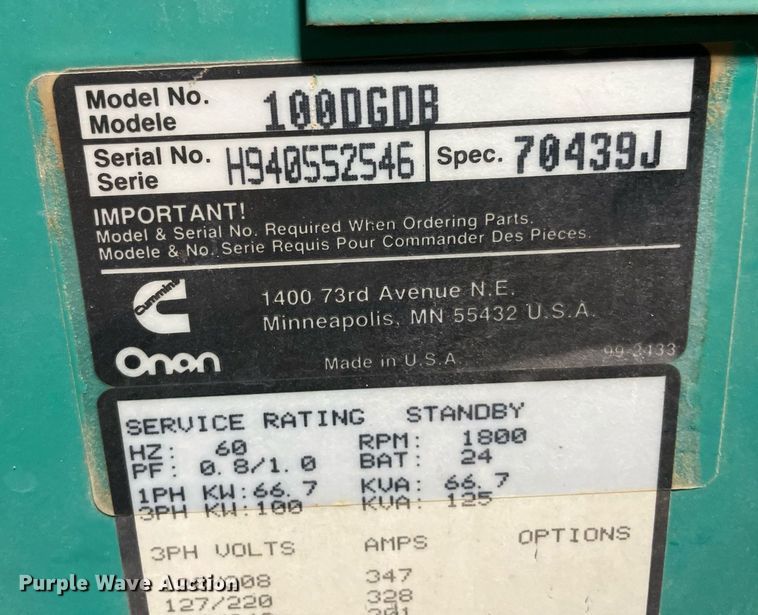 Model No. 100DGDB
Modele
Serial No. H940552546 Spec. 70439J
Serie
IMPORTANT!
Model & Serial No. Required When Ordering Parts.
Modele & No. Serie Requis Pour Commander Des Pieces.
Cummins
Onan
1400 73rd Avenue N.E.
Minneapolis, MN 55432 U.S.A.
Made in U.S.A. 99-2433
SERVICE RATING STANDBY
HZ: 60 RPM: 1800
PF: 0.8/1.0 BAT: 24
1PH KW:66.7 KVA: 66.7
3PH KW:100 KVA: 125
3PH VOLTS AMPS OPTIONS
347
127/220 328
Purple Wave Auction